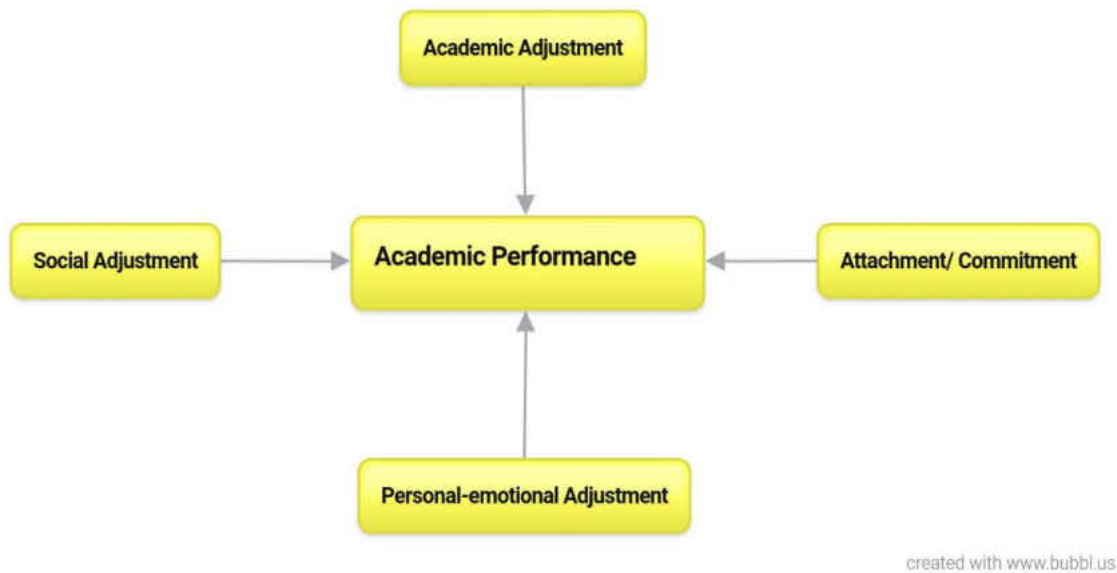 Academic Adjustment
Social Adjustment
Academic Performance
Attachment/ Commitment
Personal-emotional Adjustment
created with www.bubbl.us